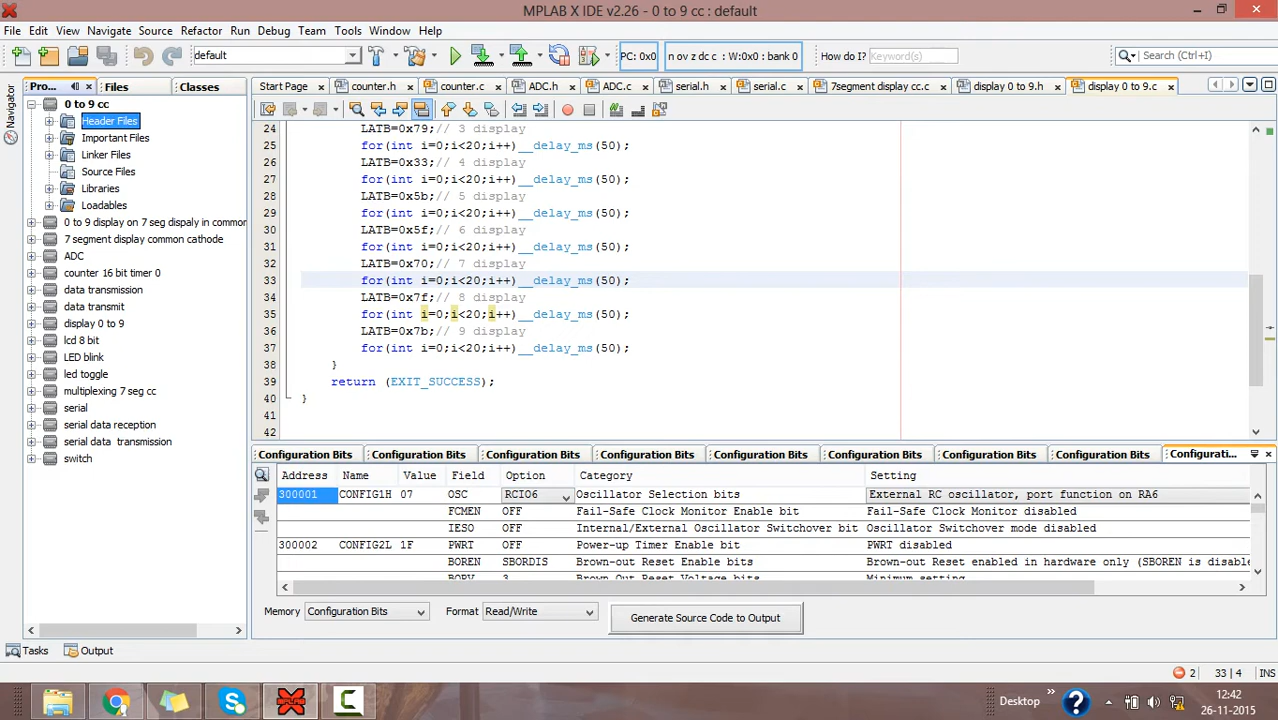 MPLAB X IDE v2.26 - 0 to 9 cc : default
File Edit View Navigate Source Refactor Run Debug Team Tools Window Help
default
PC: 0x0
n ov z dc c : W:0x0 : bank 0
How do I? Keyword(s)
Search (Ctrl+I)
Pro... Files Classes
Start Page counter.h counter.c ADC.h ADC.c serial.h serial.c 7segment display cc.c display 0 to 9.h display 0 to 9.c
Navigator
0 to 9 cc
Header Files
Important Files
Linker Files
Source Files
Libraries
Loadables
0 to 9 display on 7 seg dispaly in common
7 segment display common cathode
ADC
counter 16 bit timer 0
data transmission
data transmit
display 0 to 9
lcd 8 bit
LED blink
led toggle
multiplexing 7 seg cc
serial
serial data reception
serial data transmission
switch
24 LATB=0x79;// 3 display
25 for(int i=0;i<20;i++)__delay_ms(50);
26 LATB=0x33;// 4 display
27 for(int i=0;i<20;i++)__delay_ms(50);
28 LATB=0x5b;// 5 display
29 for(int i=0;i<20;i++)__delay_ms(50);
30 LATB=0x5f;// 6 display
31 for(int i=0;i<20;i++)__delay_ms(50);
32 LATB=0x70;// 7 display
33 for(int i=0;i<20;i++)__delay_ms(50);
34 LATB=0x7f;// 8 display
35 for(int i=0;i<20;i++)__delay_ms(50);
36 LATB=0x7b;// 9 display
37 for(int i=0;i<20;i++)__delay_ms(50);
38 }
39 return (EXIT_SUCCESS);
40 }
41
42
Configuration Bits Configuration Bits Configuration Bits Configuration Bits Configuration Bits Configuration Bits Configuration Bits Configuration Bits Configurati...
Address Name Value Field Option Category Setting
300001 CONFIG1H 07 OSC RCIO6 Oscillator Selection bits External RC oscillator, port function on RA6
FCMEN OFF Fail-Safe Clock Monitor Enable bit Fail-Safe Clock Monitor disabled
IESO OFF Internal/External Oscillator Switchover bit Oscillator Switchover mode disabled
300002 CONFIG2L 1F PWRT OFF Power-up Timer Enable bit PWRT disabled
BOREN SBORDIS Brown-out Reset Enable bits Brown-out Reset enabled in hardware only (SBOREN is disable
BORV 3 Brown Out Reset Voltage bits Minimum setting
Memory Configuration Bits Format Read/Write Generate Source Code to Output
Tasks Output
2 33 | 4 INS
Desktop
12:42
26-11-2015